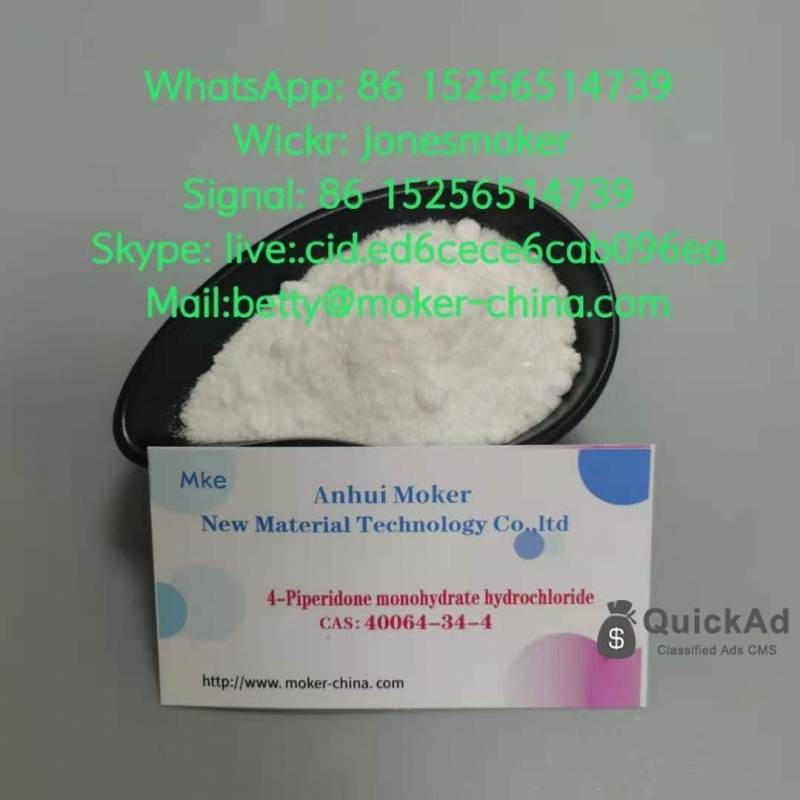 WhatsApp: 86 15256514739
Wickr: jonesmoker
Signal: 86 15256514739
Skype: live:.cid.ed6cece6cab096ea
Mail:betty@moker-china.com
Mke
Anhui Moker
New Material Technology Co.,ltd
4-Piperidone monohydrate hydrochloride
CAS: 40064-34-4
http://www.moker-china.com
QuickAd
Classified Ads CMS
$